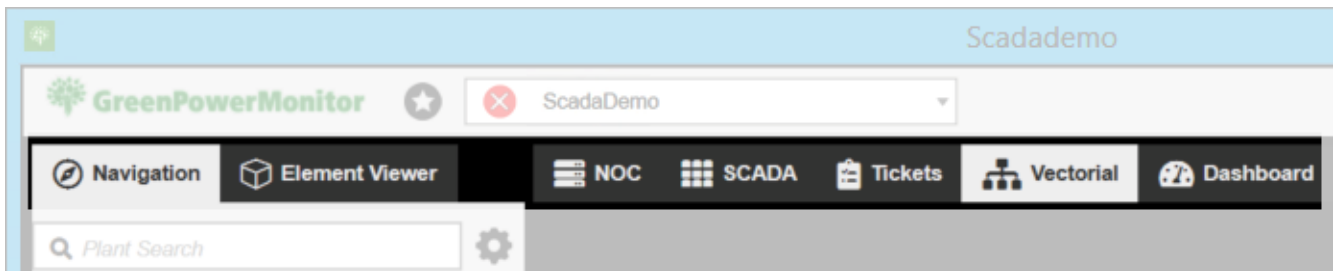 Scadademo
GreenPowerMonitor ScadaDemo
Navigation Element Viewer NOC SCADA Tickets Vectorial Dashboard
Plant Search